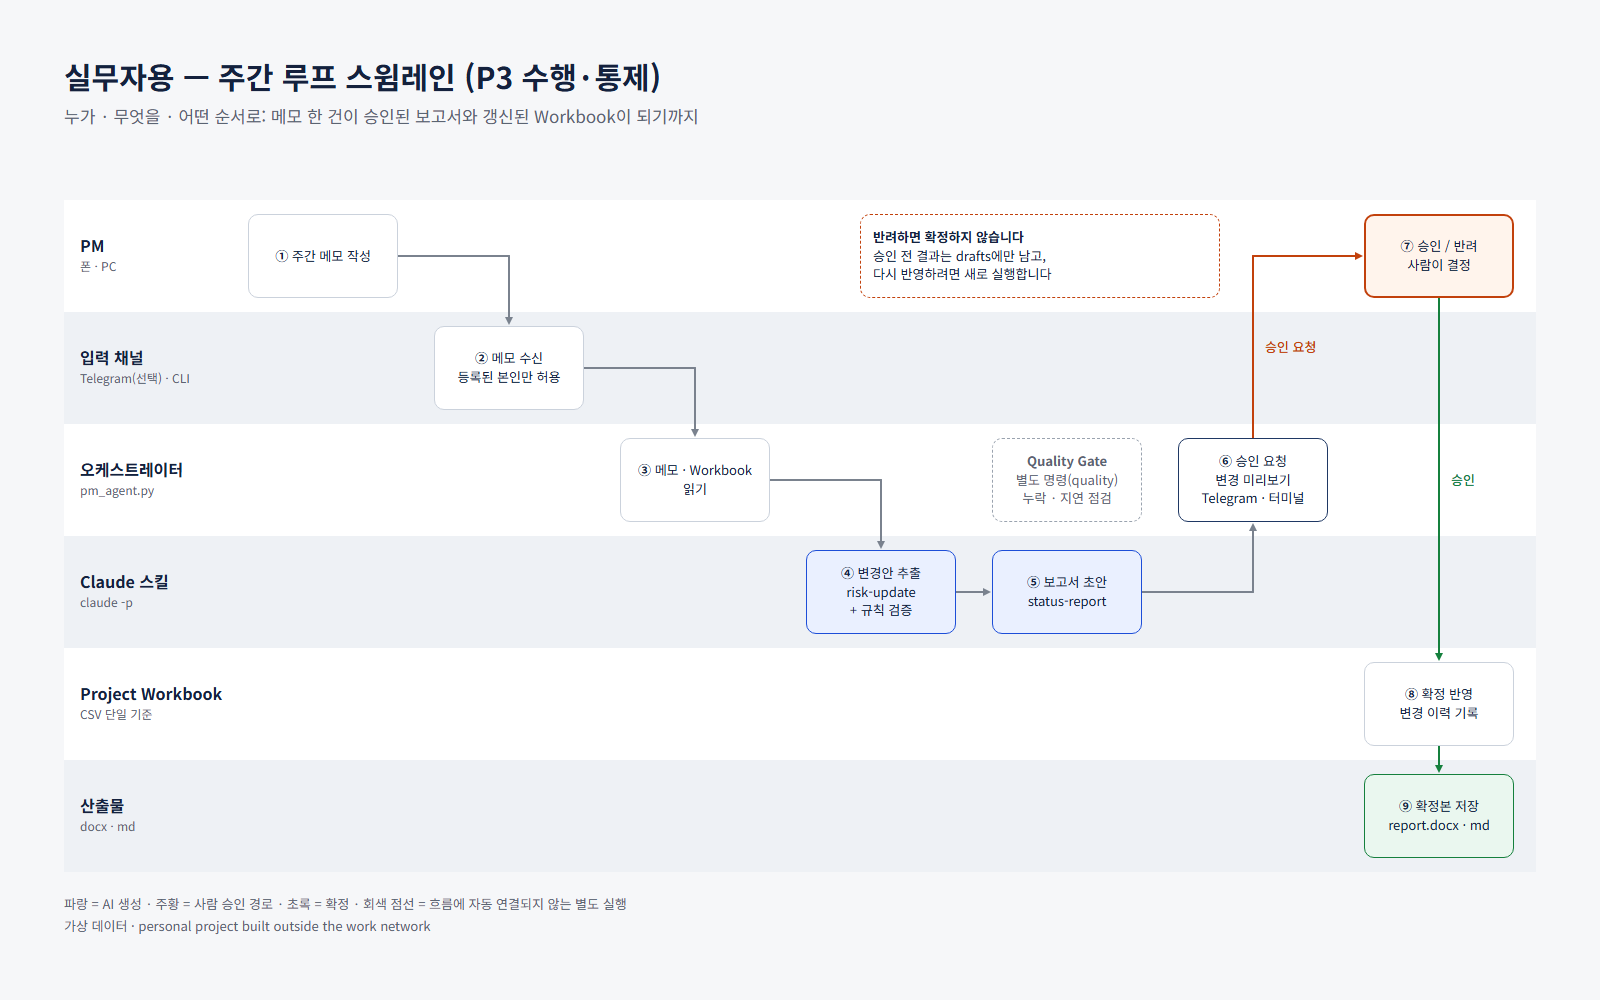 실무자용 — 주간 루프 스윔레인 (P3 수행·통제)
누가 · 무엇을 · 어떤 순서로: 메모 한 건이 승인된 보고서와 갱신된 Workbook이 되기까지
PM
폰 · PC
① 주간 메모 작성
반려하면 확정하지 않습니다
승인 전 결과는 drafts에만 남고,
다시 반영하려면 새로 실행합니다
⑦ 승인 / 반려
사람이 결정
입력 채널
Telegram(선택) · CLI
② 메모 수신
등록된 본인만 허용
승인 요청
오케스트레이터
pm_agent.py
③ 메모 · Workbook
읽기
Quality Gate
별도 명령(quality)
누락 · 지연 점검
⑥ 승인 요청
변경 미리보기
Telegram · 터미널
승인
Claude 스킬
claude -p
④ 변경안 추출
risk-update
+ 규칙 검증
⑤ 보고서 초안
status-report
Project Workbook
CSV 단일 기준
⑧ 확정 반영
변경 이력 기록
산출물
docx · md
⑨ 확정본 저장
report.docx · md
파랑 = AI 생성 · 주황 = 사람 승인 경로 · 초록 = 확정 · 회색 점선 = 흐름에 자동 연결되지 않는 별도 실행
가상 데이터 · personal project built outside the work network